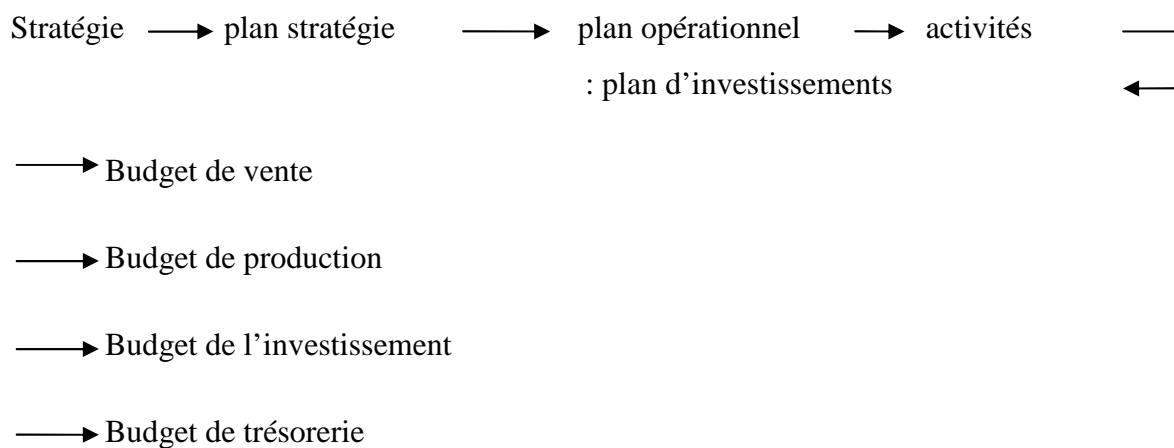 Stratégie plan stratégie plan opérationnel activités
: plan d’investissements
Budget de vente
Budget de production
Budget de l’investissement
Budget de trésorerie